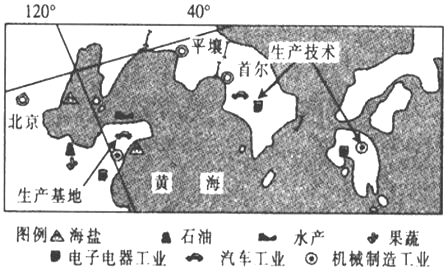 120° 40°
平壤
首尔
生产技术
北京
生产基地
黄 海
图例 海盐 石油 水产 果蔬
电子电器工业 汽车工业 机械制造工业